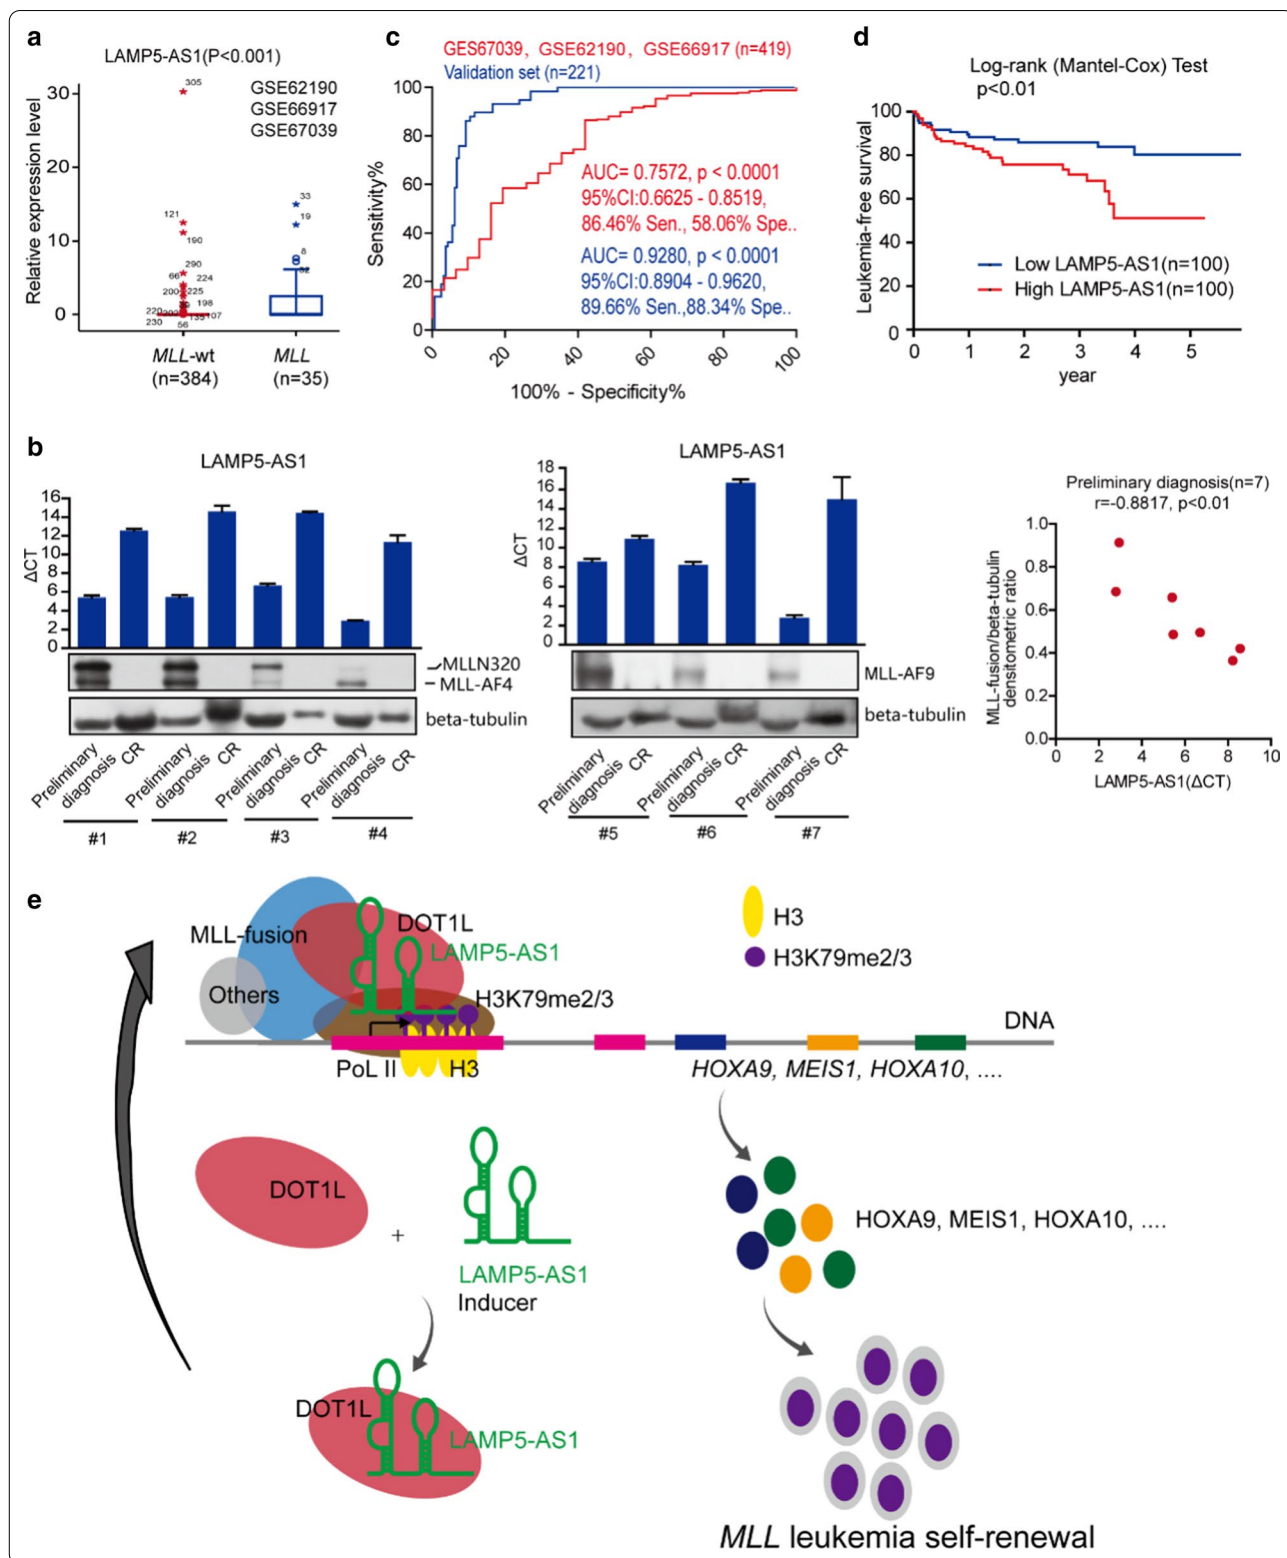 a
LAMP5-AS1(P<0.001)
GSE62190
GSE66917
GSE67039
Relative expression level
30
20
10
0
305
121
190
290
66
224
200
225
198
220
107
230
56
33
19
8
MLL-wt
(n=384)
MLL
(n=35)
c
GES67039, GSE62190, GSE66917 (n=419)
Validation set (n=221)
Sensitivity%
100
80
60
40
20
0
AUC= 0.7572, p < 0.0001
95%CI:0.6625 - 0.8519,
86.46% Sen., 58.06% Spe..
AUC= 0.9280, p < 0.0001
95%CI:0.8904 - 0.9620,
89.66% Sen.,88.34% Spe..
0 20 40 60 80 100
100% - Specificity%
d
Log-rank (Mantel-Cox) Test
p<0.01
Leukemia-free survival
100
80
60
40
20
0
Low LAMP5-AS1(n=100)
High LAMP5-AS1(n=100)
0 1 2 3 4 5
year
b
LAMP5-AS1
ΔCT
16
14
12
10
8
6
4
2
0
MLLN320
MLL-AF4
beta-tubulin
Preliminary diagnosis CR Preliminary diagnosis CR Preliminary diagnosis CR Preliminary diagnosis CR
#1 #2 #3 #4
LAMP5-AS1
ΔCT
18
16
14
12
10
8
6
4
2
0
MLL-AF9
beta-tubulin
Preliminary diagnosis CR Preliminary diagnosis CR Preliminary diagnosis CR
#5 #6 #7
Preliminary diagnosis(n=7)
r=-0.8817, p<0.01
MLL-fusion/beta-tubulin
densitometric ratio
1.0
0.8
0.6
0.4
0.2
0.0
0 2 4 6 8 10
LAMP5-AS1(ΔCT)
e
MLL-fusion
DOT1L
LAMP5-AS1
Others
H3K79me2/3
PoL II
H3
H3
H3K79me2/3
DNA
HOXA9, MEIS1, HOXA10, ....
DOT1L
+
LAMP5-AS1
Inducer
HOXA9, MEIS1, HOXA10, ....
DOT1L
LAMP5-AS1
MLL leukemia self-renewal